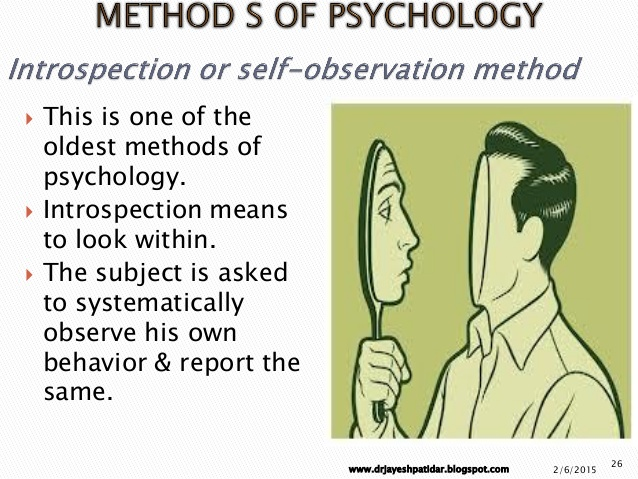 METHOD S OF PSYCHOLOGY
Introspection or self-observation method
This is one of the
oldest methods of
psychology.
Introspection means
to look within.
The subject is asked
to systematically
observe his own
behavior & report the
same.
www.drjayeshpatidar.blogspot.com
2/6/2015
26